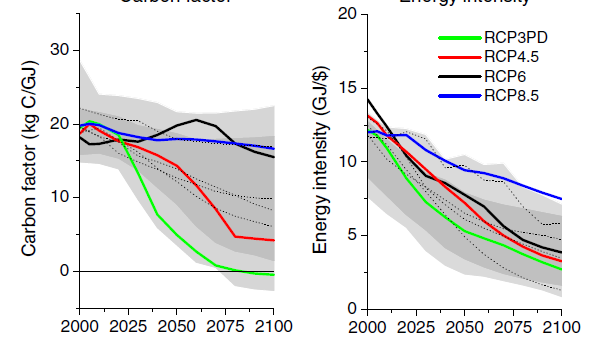 Carbon factor
Energy intensity
Carbon factor (kg C/GJ)
30
20
10
0
2000
2025
2050
2075
2100
Energy intensity (GJ/$)
20
15
10
5
0
RCP3PD
RCP4.5
RCP6
RCP8.5
2000
2025
2050
2075
2100